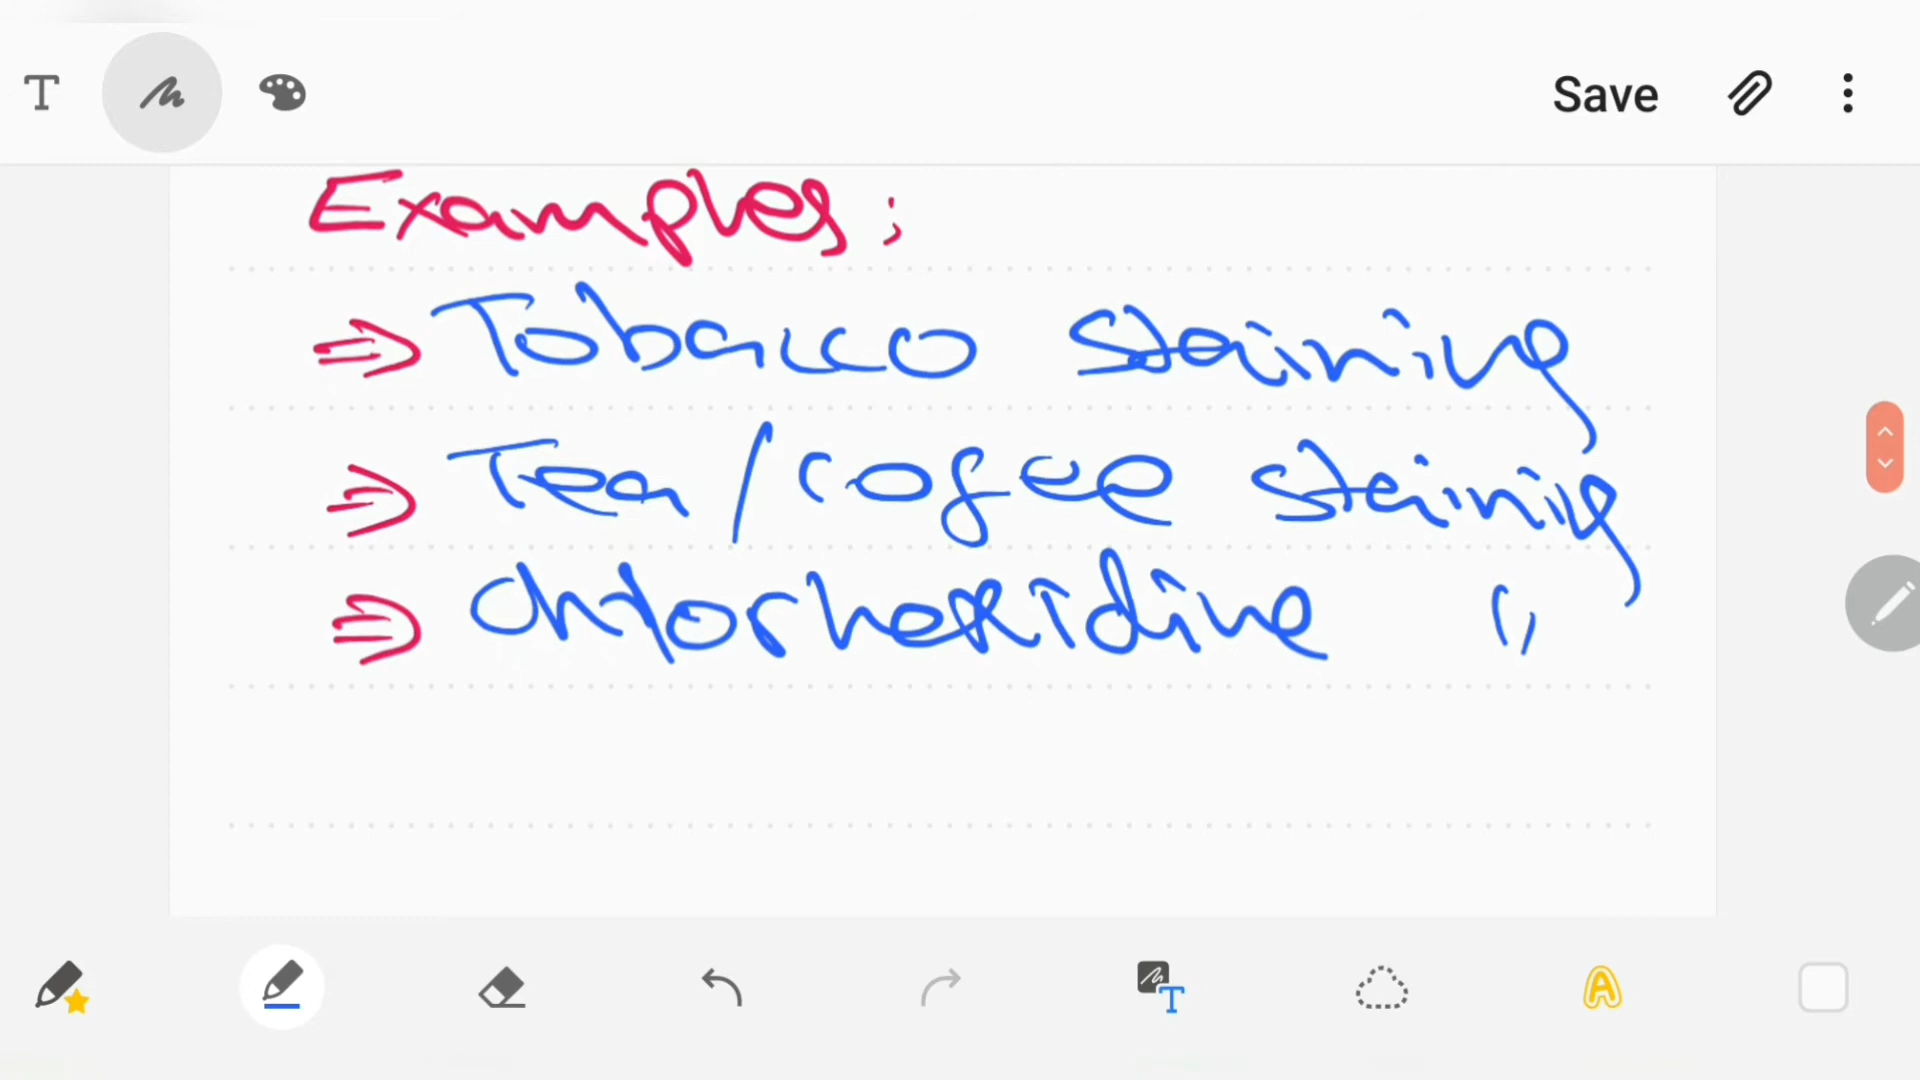 Save
Examples:
⇒ Tobacco staining
⇒ Tea/cofee staining
⇒ Chlorhexidine "